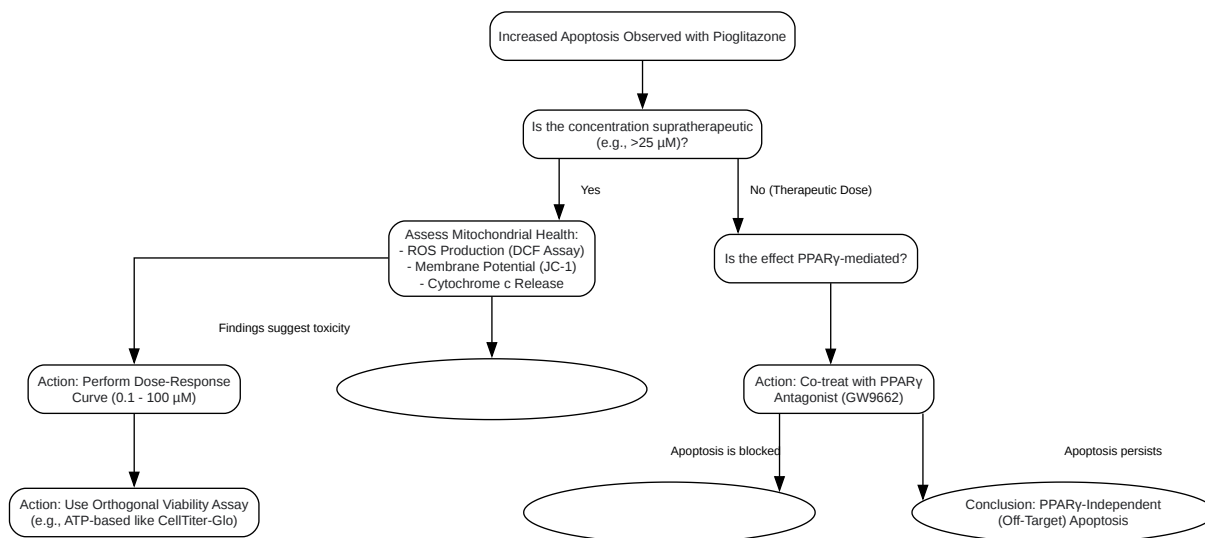 Increased Apoptosis Observed with Pioglitazone
Is the concentration supratherapeutic
(e.g., >25 µM)?
Yes
No (Therapeutic Dose)
Assess Mitochondrial Health:
- ROS Production (DCF Assay)
- Membrane Potential (JC-1)
- Cytochrome c Release
Is the effect PPARγ-mediated?
Findings suggest toxicity
Action: Perform Dose-Response
Curve (0.1 - 100 µM)
Action: Co-treat with PPARγ
Antagonist (GW9662)
Apoptosis is blocked
Apoptosis persists
Action: Use Orthogonal Viability Assay
(e.g., ATP-based like CellTiter-Glo)
Conclusion: PPARγ-Independent
(Off-Target) Apoptosis